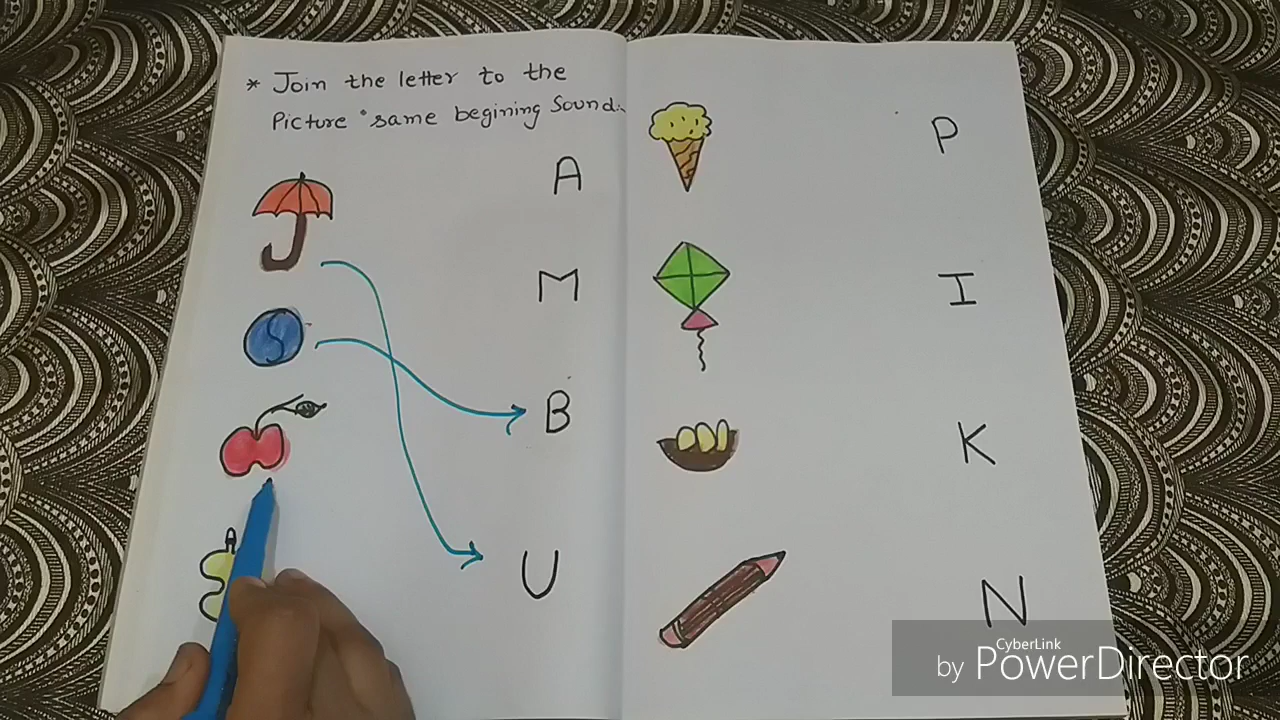 * Join the letter to the
Picture same begining Sound.
A
M
B
U
P
I
K
N
CyberLink
by PowerDirector